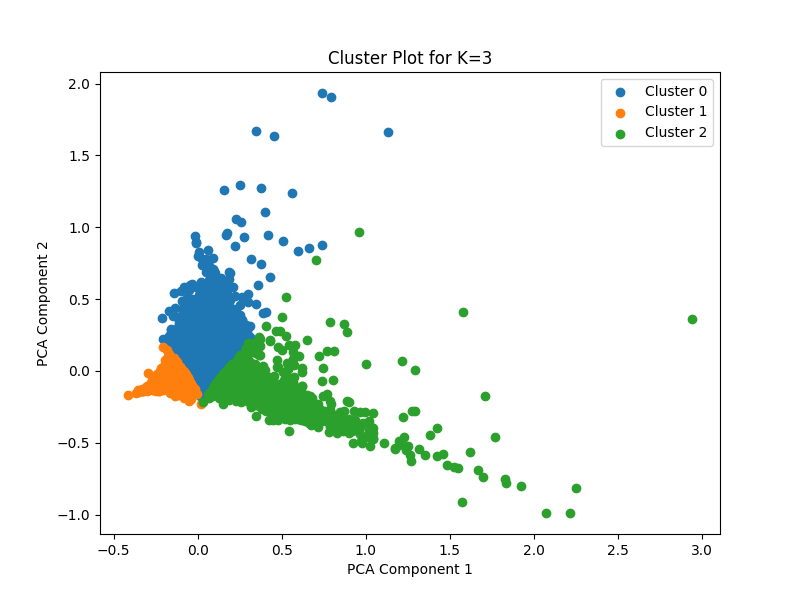 Cluster Plot for K=3
Cluster 0
Cluster 1
Cluster 2
PCA Component 2
2.0
1.5
1.0
0.5
0.0
−0.5
−1.0
−0.5
0.0
0.5
1.0
1.5
2.0
2.5
3.0
PCA Component 1